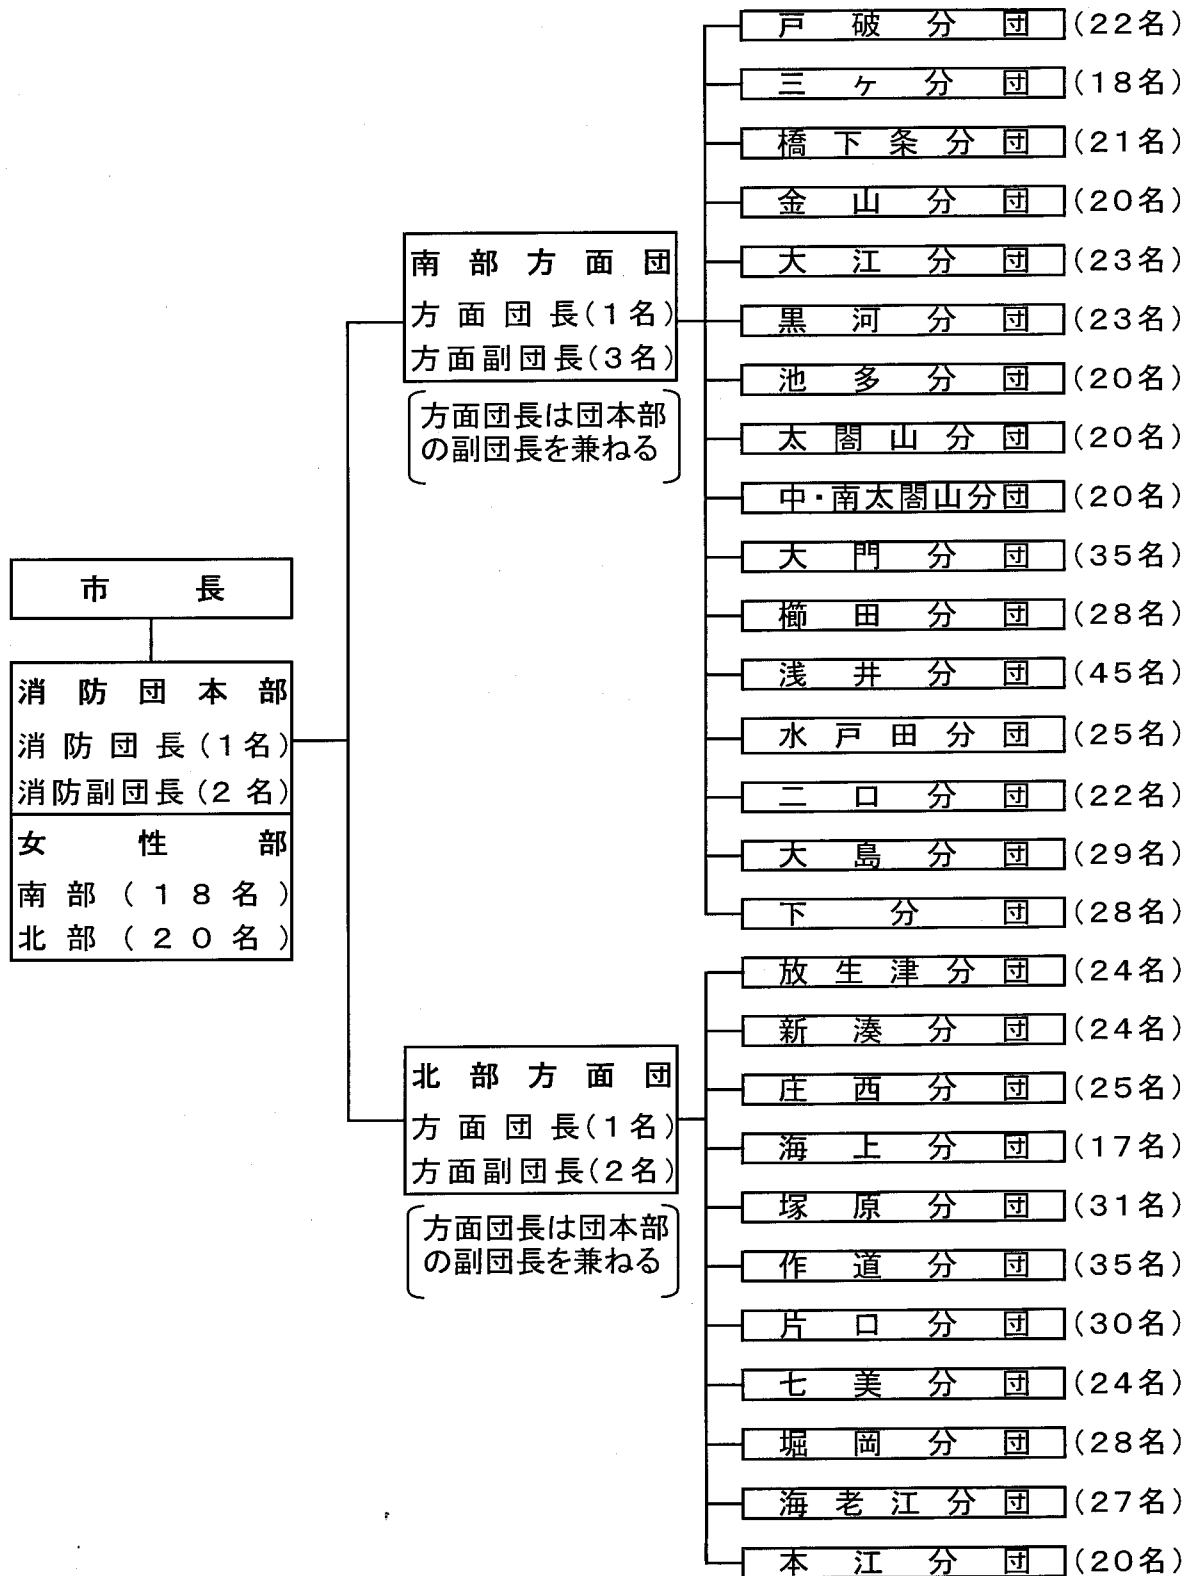 市長
消防団本部
消防団長(1名)
消防副団長(2名)
女性部
南部(18名)
北部(20名)
南部方面団
方面団長(1名)
方面副団長(3名)
方面団長は団本部
の副団長を兼ねる
戸破分団(22名)
三ケ分団(18名)
橋下条分団(21名)
金山分団(20名)
大江分団(23名)
黒河分団(23名)
池多分団(20名)
太閤山分団(20名)
中・南太閤山分団(20名)
大門分団(35名)
櫛田分団(28名)
浅井分団(45名)
水戸田分団(25名)
二口分団(22名)
大島分団(29名)
下分団(28名)
北部方面団
方面団長(1名)
方面副団長(2名)
方面団長は団本部
の副団長を兼ねる
放生津分団(24名)
新湊分団(24名)
庄西分団(25名)
海上分団(17名)
塚原分団(31名)
作道分団(35名)
片口分団(30名)
七美分団(24名)
堀岡分団(28名)
海老江分団(27名)
本江分団(20名)